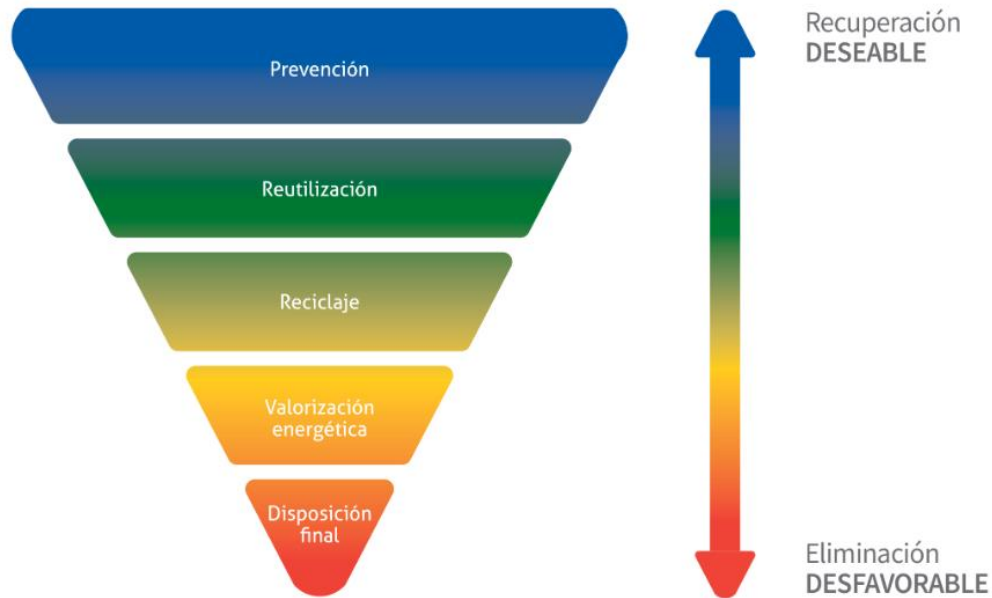 Prevención
Reutilización
Reciclaje
Valorización
energética
Disposición
final
Recuperación
DESEABLE
Eliminación
DESFAVORABLE